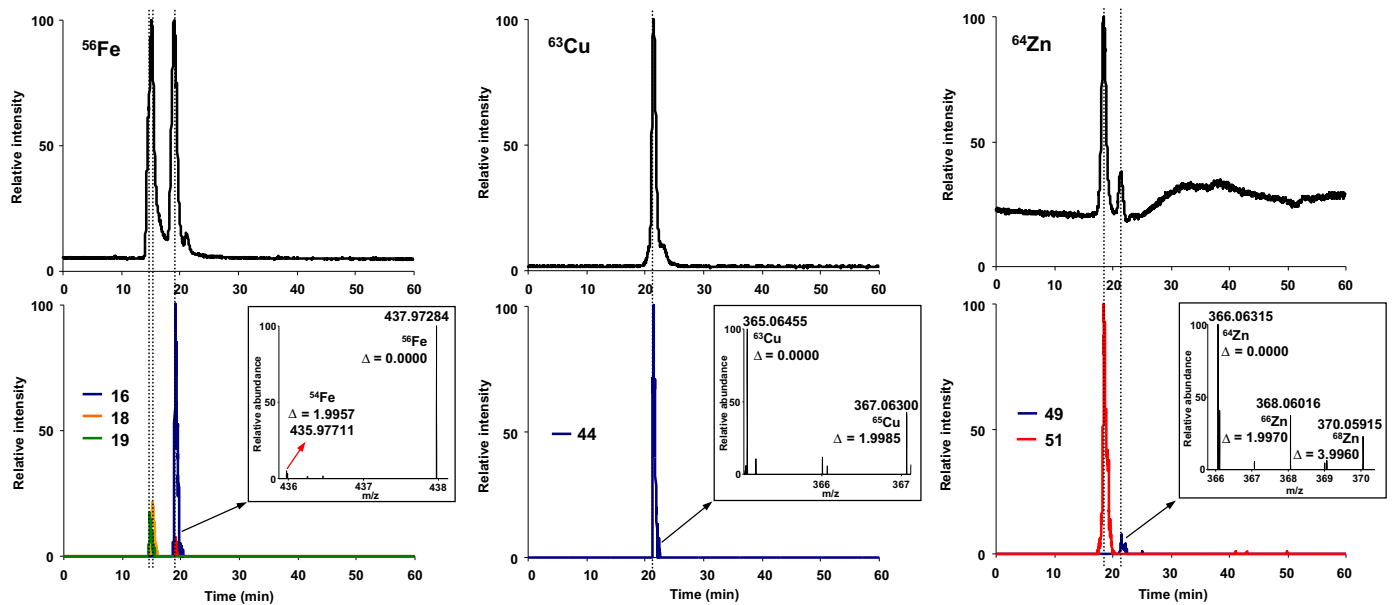 56Fe
Relative intensity
100
50
0
0 10 20 30 40 50 60
63Cu
Relative intensity
100
50
0
0 10 20 30 40 50 60
64Zn
Relative intensity
100
50
0
0 10 20 30 40 50 60
Relative intensity
100
50
0
0 10 20 30 40 50 60
Time (min)
16
18
19
437.97284
56Fe
Δ = 0.0000
54Fe
Δ = 1.9957
435.97711
Relative abundance
100
50
0
436 437 438
m/z
Relative intensity
100
50
0
0 10 20 30 40 50 60
Time (min)
44
365.06455
63Cu
Δ = 0.0000
367.06300
65Cu
Δ = 1.9985
Relative abundance
100
50
0
366 367
m/z
Relative intensity
100
50
0
0 10 20 30 40 50 60
Time (min)
49
51
366.06315
64Zn
Δ = 0.0000
368.06016
66Zn
Δ = 1.9970
370.05915
68Zn
Δ = 3.9960
Relative abundance
100
50
0
366 367 368 369 370
m/z